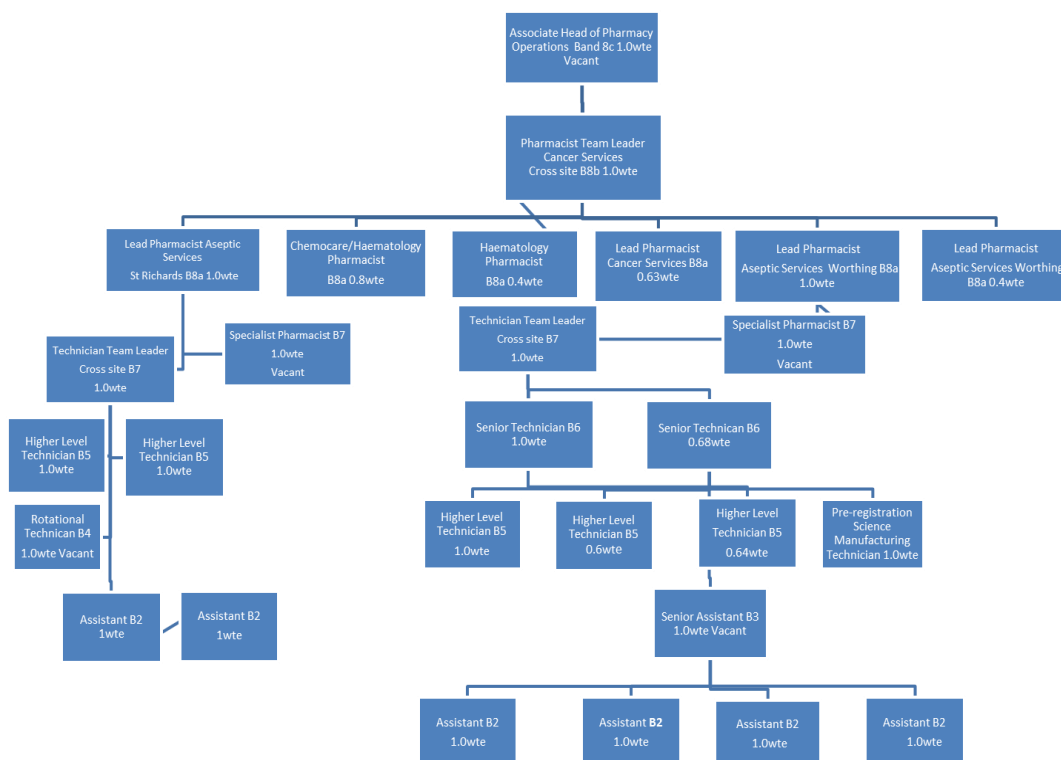 Associate Head of Pharmacy
Operations Band 8c 1.0wte
Vacant
Pharmacist Team Leader
Cancer Services
Cross site B8b 1.0wte
Lead Pharmacist Aseptic
Services
St Richards B8a 1.0wte
Chemocare/Haematology
Pharmacist
B8a 0.8wte
Haematology
Pharmacist
B8a 0.4wte
Lead Pharmacist
Cancer Services B8a
0.63wte
Lead Pharmacist
Aseptic Services Worthing B8a
1.0wte
Lead Pharmacist
Aseptic Services Worthing
B8a 0.4wte
Technician Team Leader
Cross site B7
1.0wte
Specialist Pharmacist B7
1.0wte
Vacant
Technician Team Leader
Cross site B7
1.0wte
Specialist Pharmacist B7
1.0wte
Vacant
Higher Level
Technician B5
1.0wte
Higher Level
Technician B5
1.0wte
Rotational
Technican B4
1.0wte Vacant
Assistant B2
1wte
Assistant B2
1wte
Senior Technican B6
1.0wte
Senior Technican B6
0.68wte
Higher Level
Technician B5
1.0wte
Higher Level
Technician B5
0.6wte
Higher Level
Technician B5
0.64wte
Pre-registration
Science
Manufacturing
Technician 1.0wte
Senior Assistant B3
1.0wte Vacant
Assistant B2
1.0wte
Assistant B2
1.0wte
Assistant B2
1.0wte
Assistant B2
1.0wte